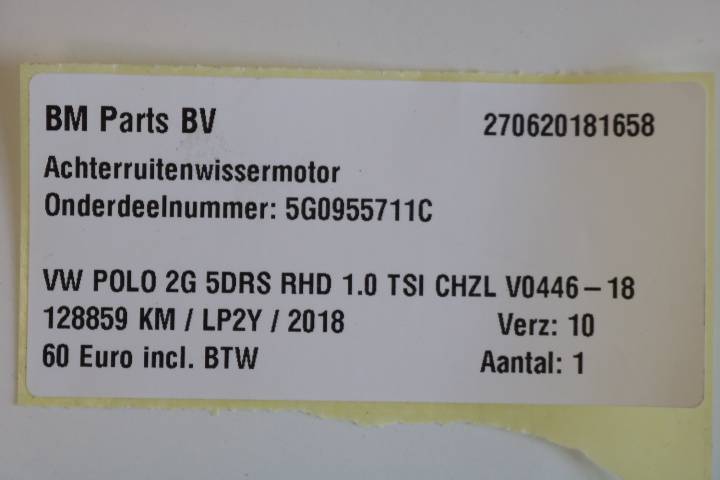 BM Parts BV 270620181658
Achterruitenwissermotor
Onderdeelnummer: 5G0955711C
VW POLO 2G 5DRS RHD 1.0 TSI CHZL V0446-18
128859 KM / LP2Y / 2018 Verz: 10
60 Euro incl. BTW Aantal: 1